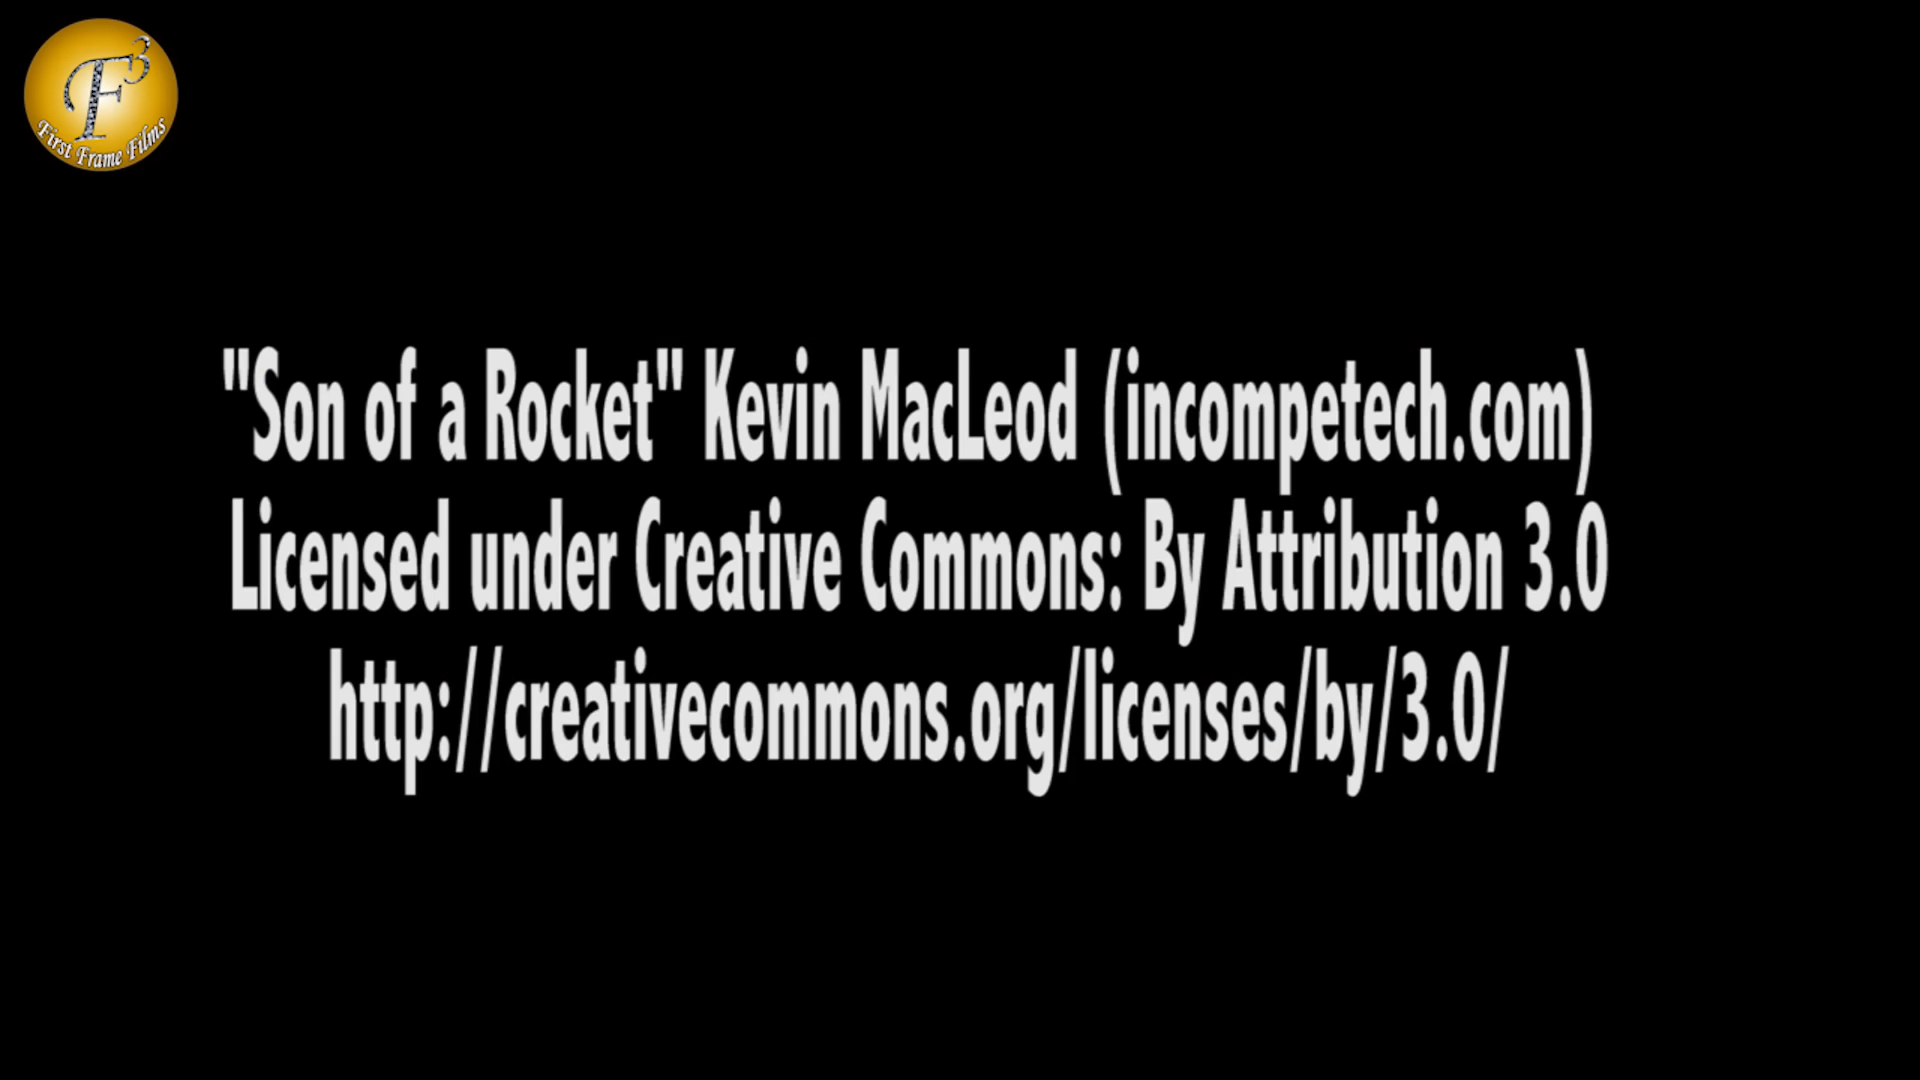 F3
First Frame Films
"Son of a Rocket" Kevin MacLeod (incompetech.com)
Licensed under Creative Commons: By Attribution 3.0
http://creativecommons.org/licenses/by/3.0/